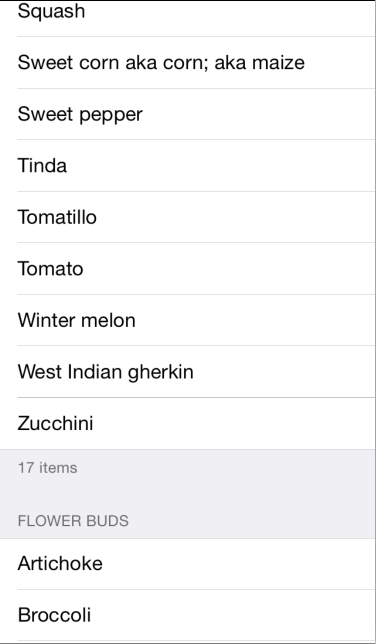 Squash
Sweet corn aka corn; aka maize
Sweet pepper
Tinda
Tomatillo
Tomato
Winter melon
West Indian gherkin
Zucchini
17 items
FLOWER BUDS
Artichoke
Broccoli